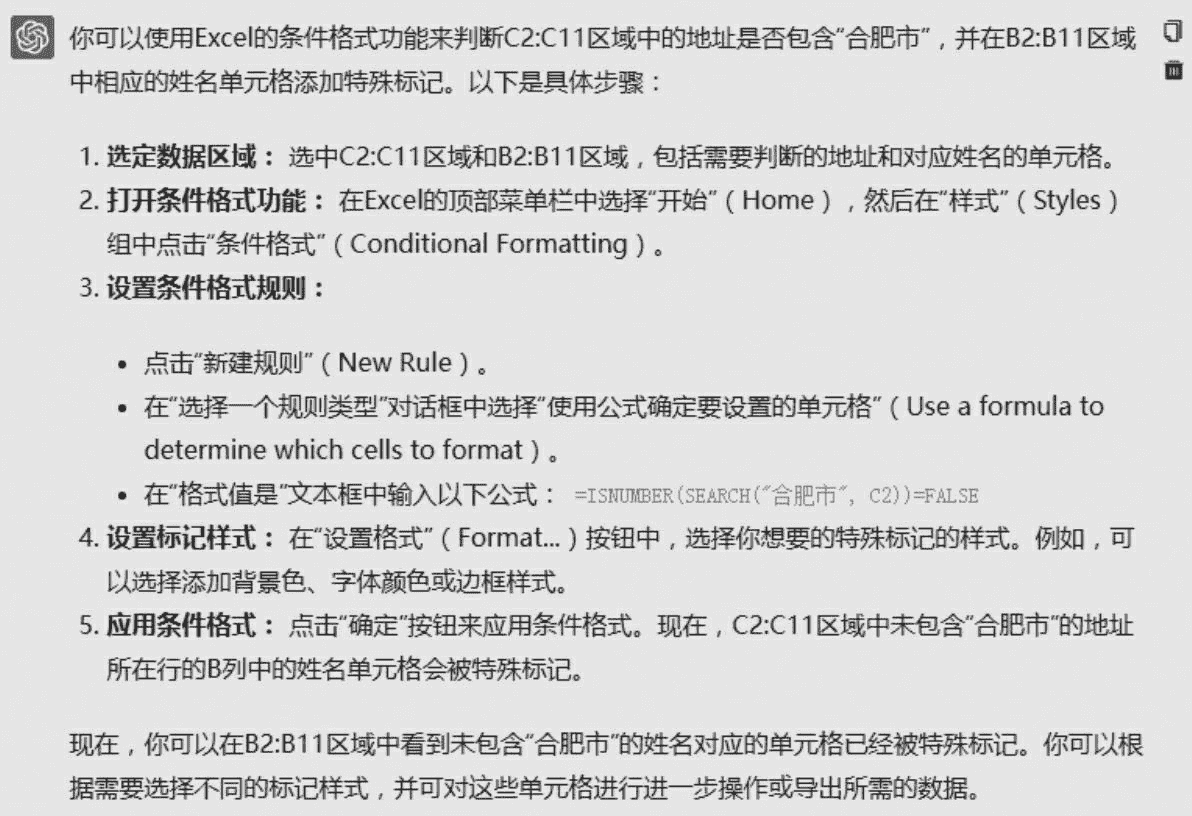 你可以使用Excel的条件格式功能来判断C2:C11区域中的地址是否包含“合肥市”，并在B2:B11区域
中相应的姓名单元格添加特殊标记。以下是具体步骤：
1. 选定数据区域： 选中C2:C11区域和B2:B11区域，包括需要判断的地址和对应姓名的单元格。
2. 打开条件格式功能： 在Excel的顶部菜单栏中选择“开始”（Home），然后在“样式”（Styles）
组中点击“条件格式”（Conditional Formatting）。
3. 设置条件格式规则：
• 点击“新建规则”（New Rule）。
• 在“选择一个规则类型”对话框中选择“使用公式确定要设置的单元格”（Use a formula to
determine which cells to format）。
• 在“格式值是”文本框中输入以下公式： =ISNUMBER(SEARCH("合肥市", C2))=FALSE
4. 设置标记样式： 在“设置格式”（Format...）按钮中，选择你想要的特殊标记的样式。例如，可
以选择添加背景色、字体颜色或边框样式。
5. 应用条件格式： 点击“确定”按钮来应用条件格式。现在，C2:C11区域中未包含“合肥市”的地址
所在行的B列中的姓名单元格会被特殊标记。
现在，你可以在B2:B11区域中看到未包含“合肥市”的姓名对应的单元格已经被特殊标记。你可以根
据需要选择不同的标记样式，并可对这些单元格进行进一步操作或导出所需的数据。